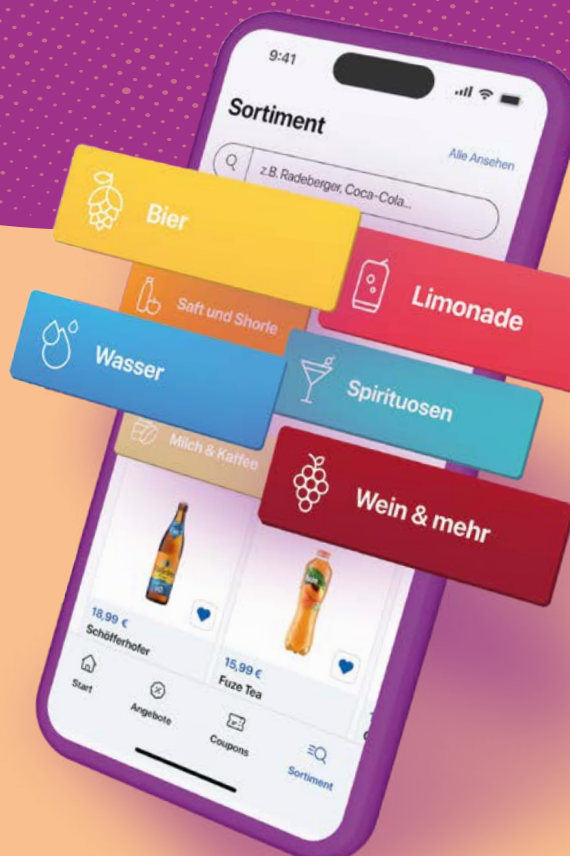 9:41
Sortiment
Alle Ansehen
z.B. Radeberger, Coca-Cola...
Bier
Limonade
Saft und Shorle
Wasser
Spirituosen
Milch & Kaffee
Wein & mehr
18,99 €
Schöfferhofer
15,99 €
Fuze Tea
Start
Angebote
Coupons
Sortiment